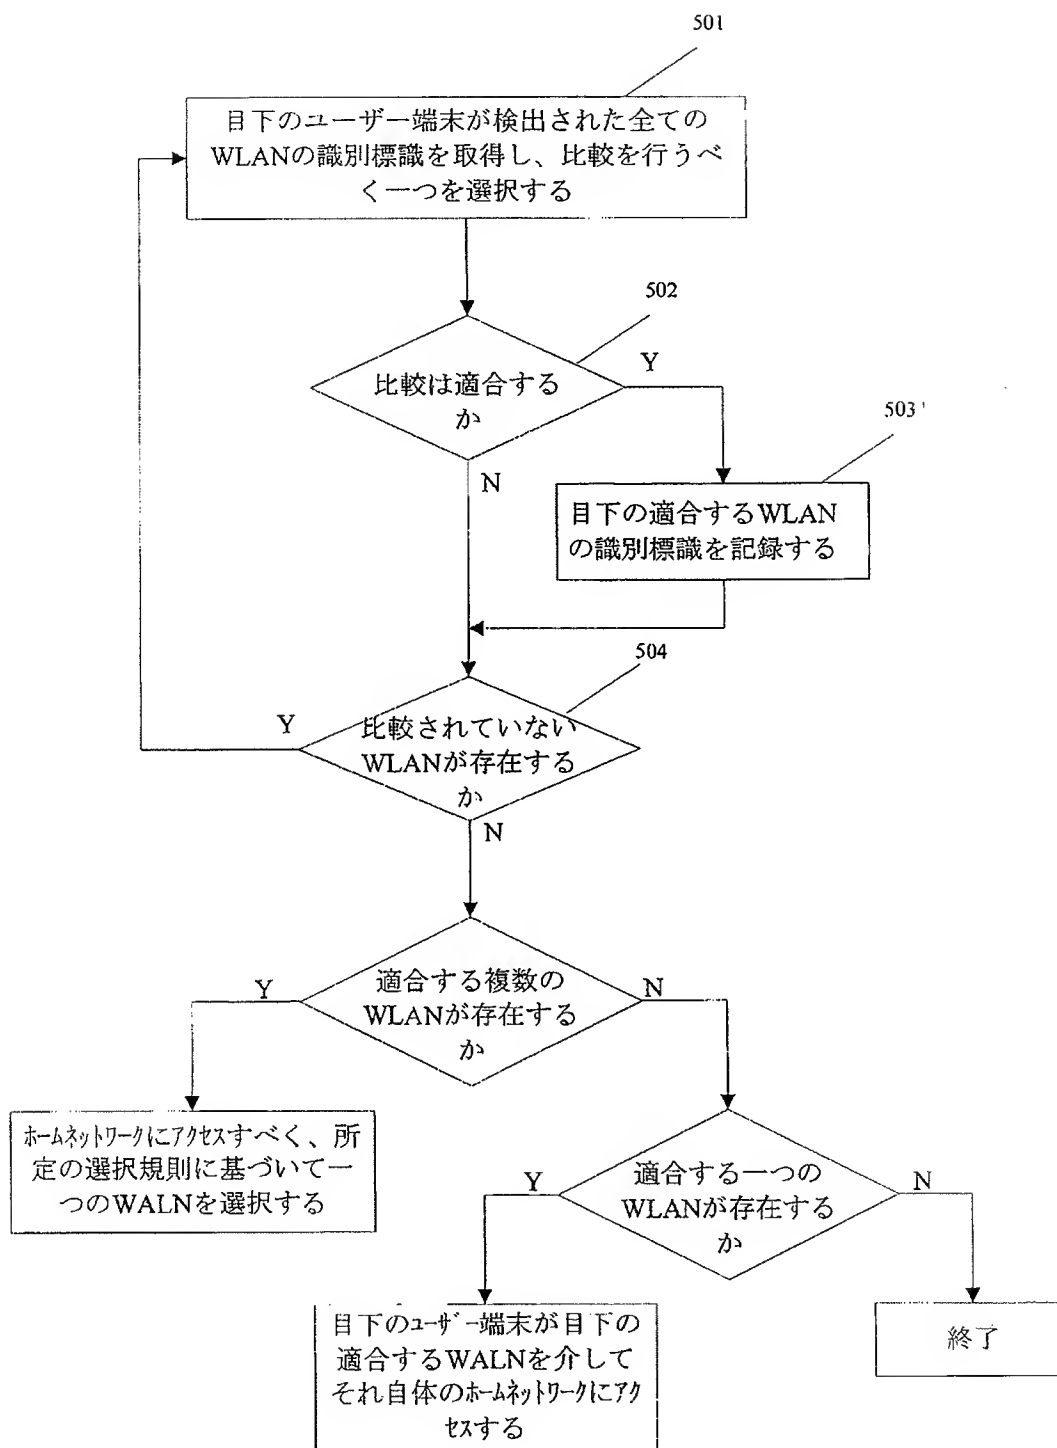 501
目下のユーザー端末が検出された全ての
WLANの識別標識を取得し、比較を行うべ
く一つを選択する
502
比較は適合する
か
Y
N
503
目下の適合するWLAN
の識別標識を記録する
504
比較されていない
WLANが存在する
か
Y
N
適合する複数の
WLANが存在する
か
Y
N
ホームネットワークにアクセスすべく、所
定の選択規則に基づいて一
つのWALNを選択する
適合する一つの
WLANが存在する
か
Y
N
目下のユーザー端末が目下の
適合するWALNを介して
それ自体のホームネットワークにアク
セスする
終了